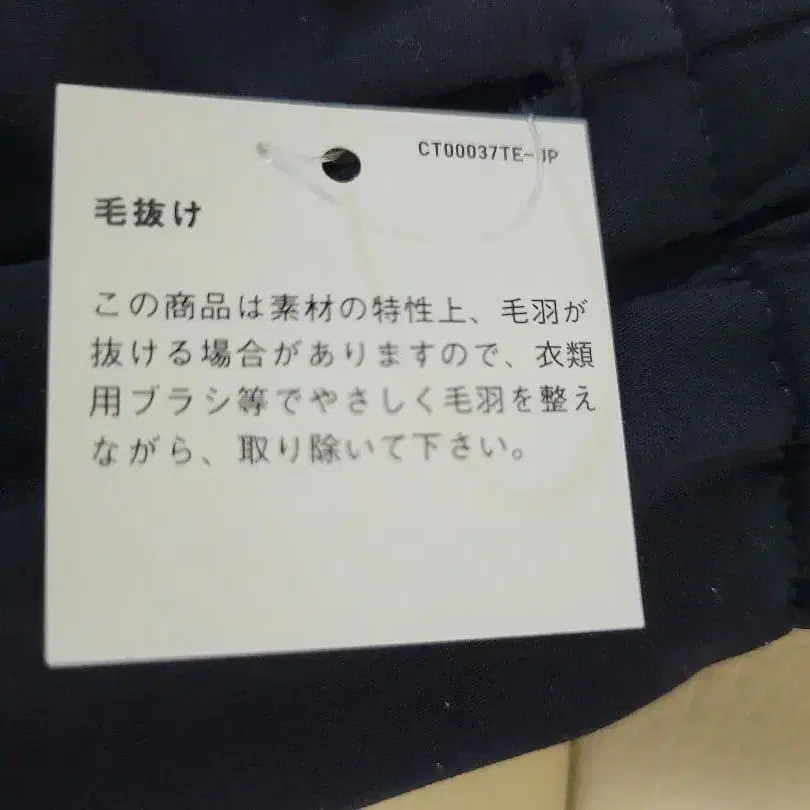 CT00037TE-JP
毛抜け
この商品は素材の特性上、毛羽が
抜ける場合がありますので、衣類
用ブラシ等でやさしく毛羽を整え
ながら、取り除いて下さい。